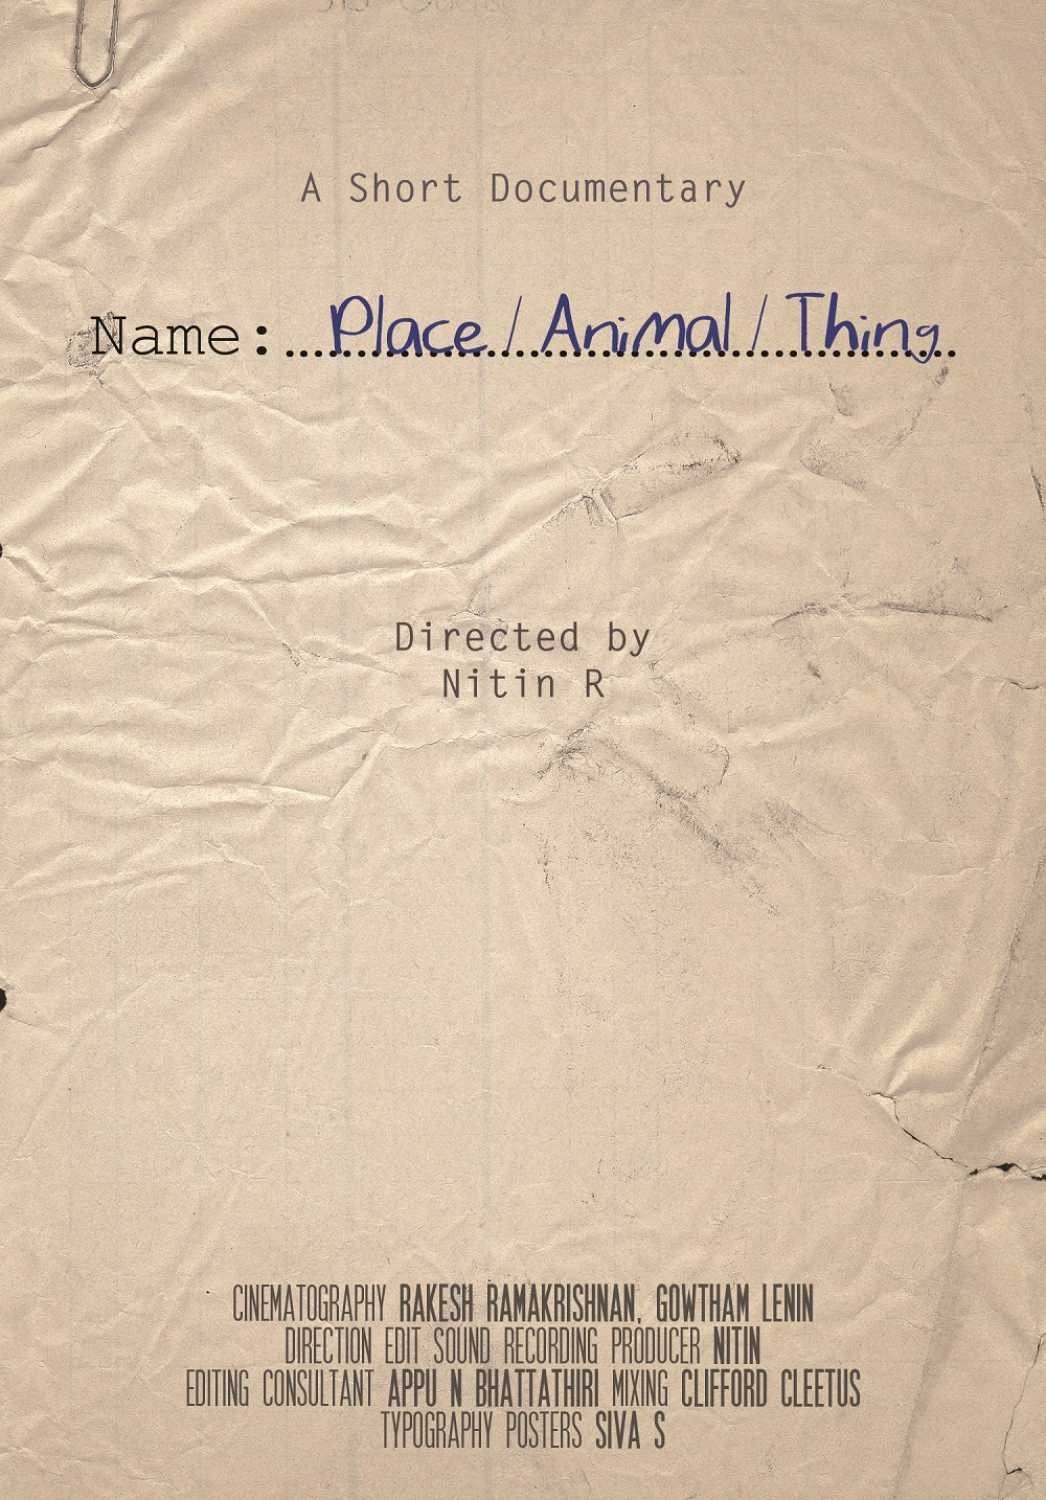 A Short Documentary
Name: Place / Animal / Thing
Directed by
Nitin R
CINEMATOGRAPHY RAKESH RAMAKRISHNAN, GOWTHAM LENIN
DIRECTION EDIT SOUND RECORDING PRODUCER NITIN
EDITING CONSULTANT APPU N BHATTATHIRI MIXING CLIFFORD CLEETUS
TYPOGRAPHY POSTERS SIVA S